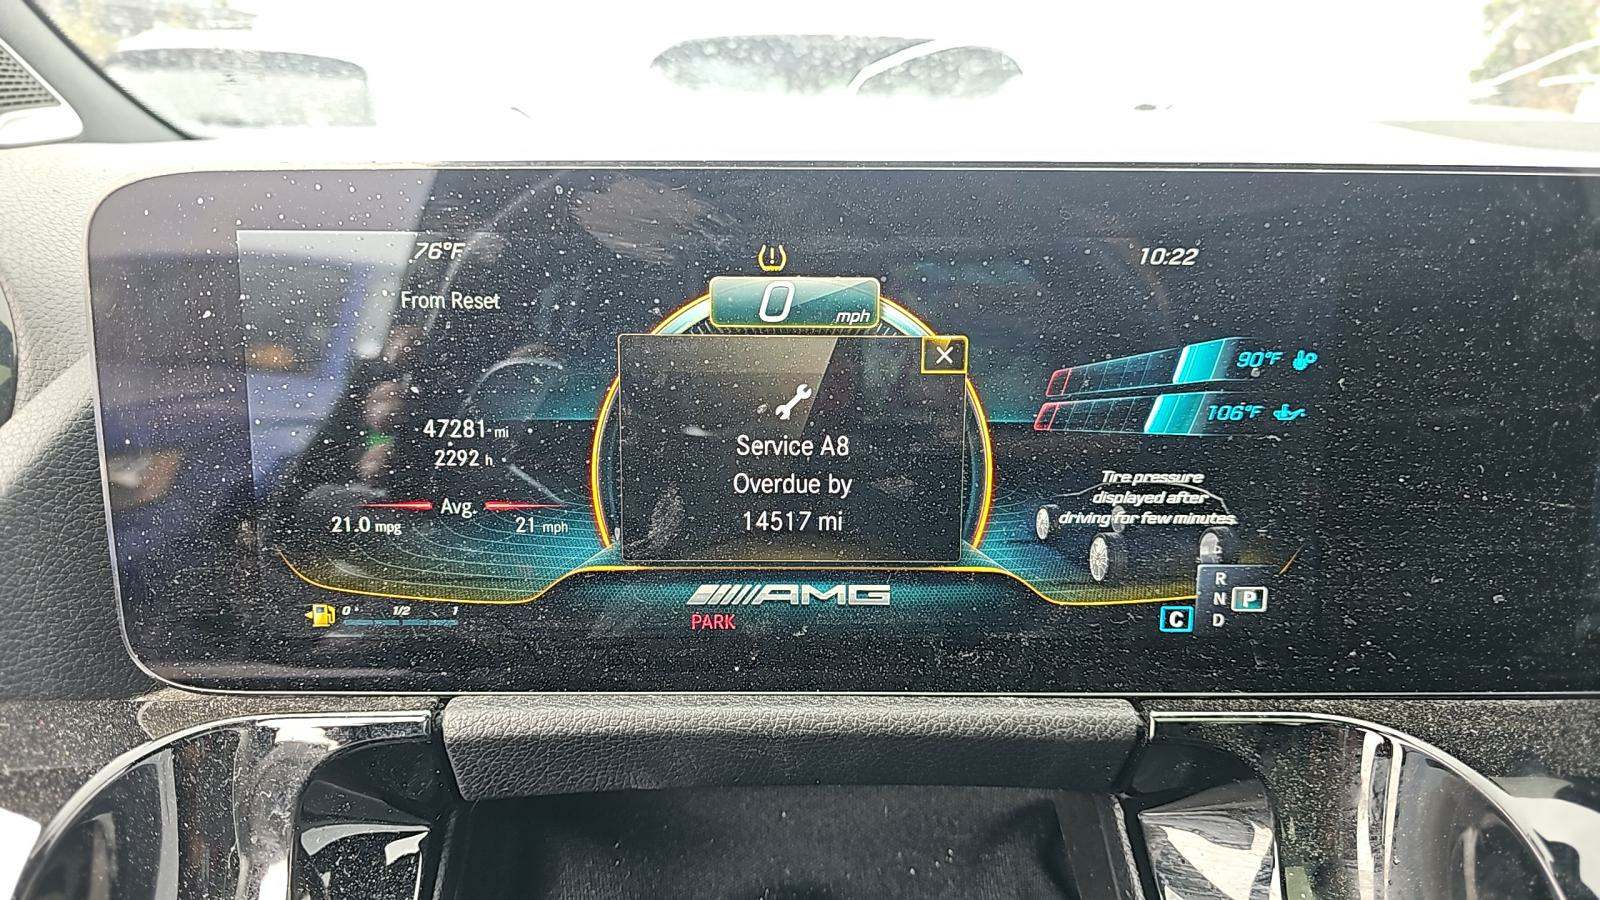 76°F
10:22
From Reset
0 mph
90°F
106°F
47281 mi
2292 h
Avg.
21.0 mpg
21 mph
Service A8
Overdue by
14517 mi
Tire pressure
displayed after
driving for few minutes.
AMG
PARK
0 1/2 1
R
N P
D
C